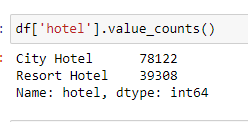 df['hotel'].value_counts()
City Hotel 78122
Resort Hotel 39308
Name: hotel, dtype: int64